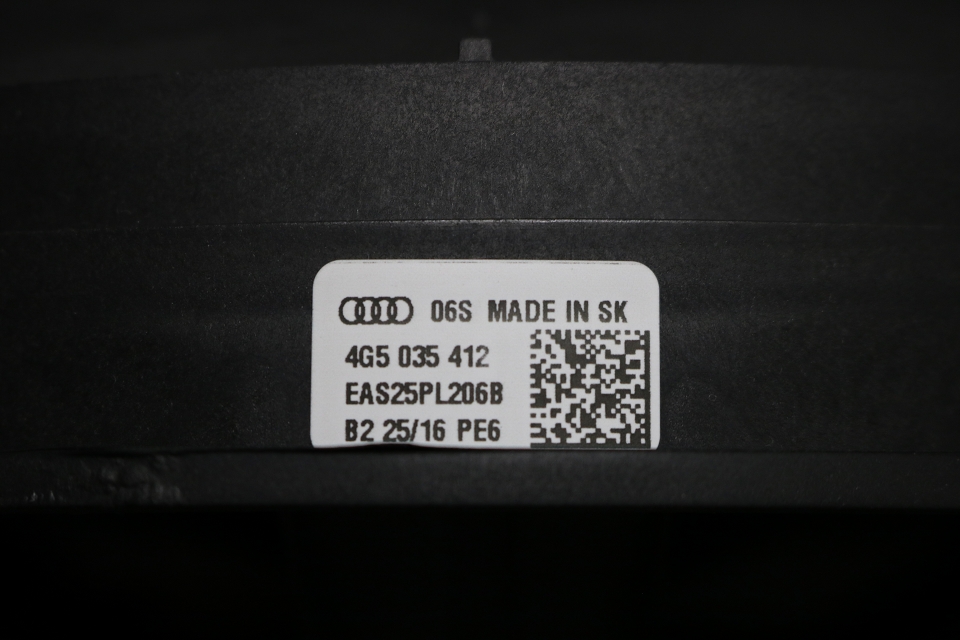 06S MADE IN SK
4G5 035 412
EAS25PL206B
B2 25/16 PE6